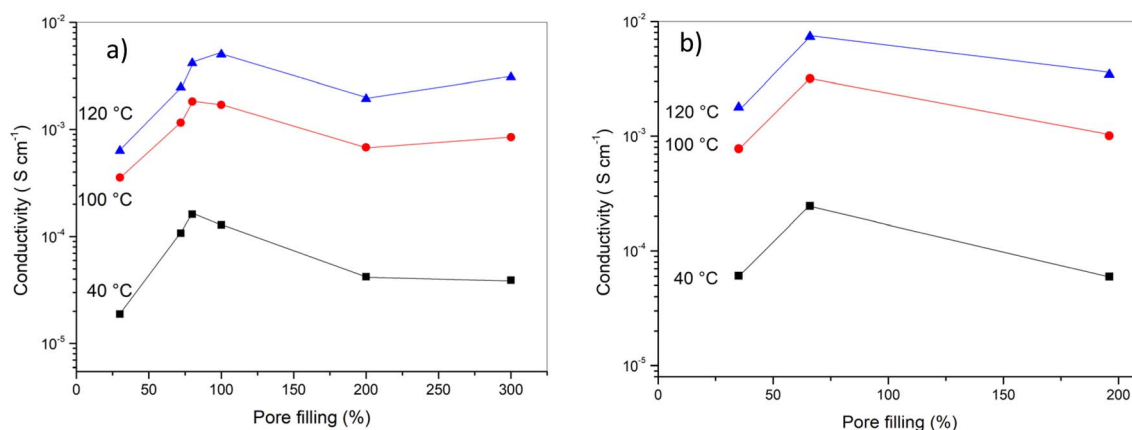 a)
10⁻²
10⁻³
10⁻⁴
10⁻⁵
Conductivity ( S cm⁻¹)
120 °C
100 °C
40 °C
0 50 100 150 200 250 300
Pore filling (%)
b)
10⁻²
10⁻³
10⁻⁴
10⁻⁵
Conductivity ( S cm⁻¹)
120 °C
100 °C
40 °C
0 50 100 150 200
Pore filling (%)